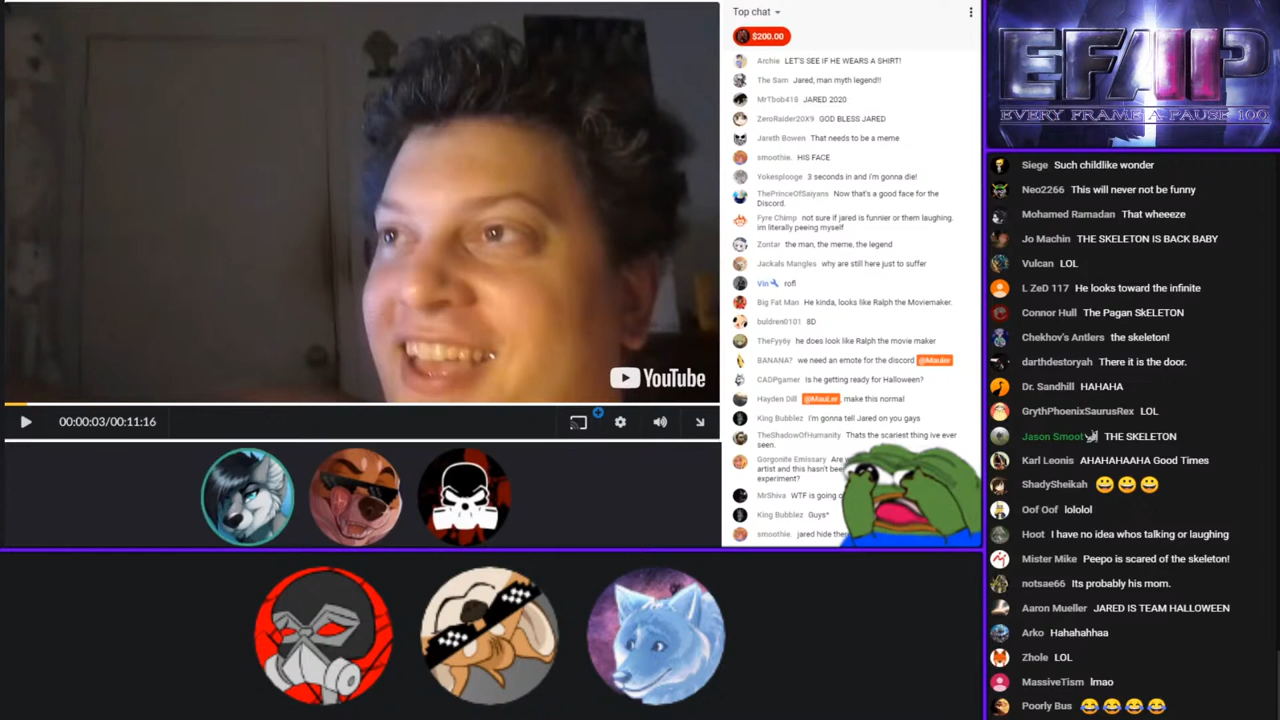 YouTube
00:00:03/00:11:16
Top chat
$200.00
Archie LET'S SEE IF HE WEARS A SHIRT!
The Sam Jared, man myth legend!!
MrTbob418 JARED 2020
ZeroRaider20X9 GOD BLESS JARED
Jareth Bowen That needs to be a meme
smoothie. HIS FACE
Yokesplooge 3 seconds in and i'm gonna die!
ThePrinceOfSaiyans Now that's a good face for the
Discord.
Fyre Chimp not sure if jared is funnier or them laughing.
im literally peeing myself
Zontar the man, the meme, the legend
Jackals Mangles why are still here just to suffer
Vin rofl
Big Fat Man He kinda, looks like Ralph the Moviemaker.
buldren0101 8D
TheFyy6y he does look like Ralph the movie maker
BANANA? we need an emote for the discord @MauLer
CADPgamer Is he getting ready for Halloween?
Hayden Dill @MauLer, make this normal
King Bubblez I'm gonna tell Jared on you gays
TheShadowOfHumanity Thats the scariest thing ive ever
seen.
Gorgonite Emissary Are
artist and this hasn't
experiment?
MrShiva WTF is going
King Bubblez Guys*
smoothie. jared hide
EFAP
EVERY FRAME A PAUSE 100
Siege Such childlike wonder
Neo2266 This will never not be funny
Mohamed Ramadan That wheeeze
Jo Machin THE SKELETON IS BACK BABY
Vulcan LOL
L ZeD 117 He looks toward the infinite
Connor Hull The Pagan SkELETON
Chekhov's Antlers the skeleton!
darthdestoryah There it is the door.
Dr. Sandhill HAHAHA
GrythPhoenixSaurusRex LOL
Jason Smoot THE SKELETON
Karl Leonis AHAHAHAAHA Good Times
ShadySheikah 😀😀😀
Oof Oof lololol
Hoot I have no idea whos talking or laughing
Mister Mike Peepo is scared of the skeleton!
notsae66 Its probably his mom.
Aaron Mueller JARED IS TEAM HALLOWEEN
Arko Hahahahhaa
Zhole LOL
MassiveTism lmao
Poorly Bus 😂😂😂😂